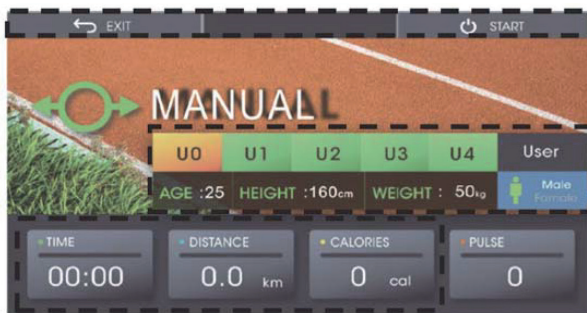 EXIT START
MANUAL
U0 U1 U2 U3 U4 User
AGE :25 HEIGHT :160cm WEIGHT : 50kg Male
Female
TIME DISTANCE CALORIES PULSE
00:00 0.0 km 0 cal 0